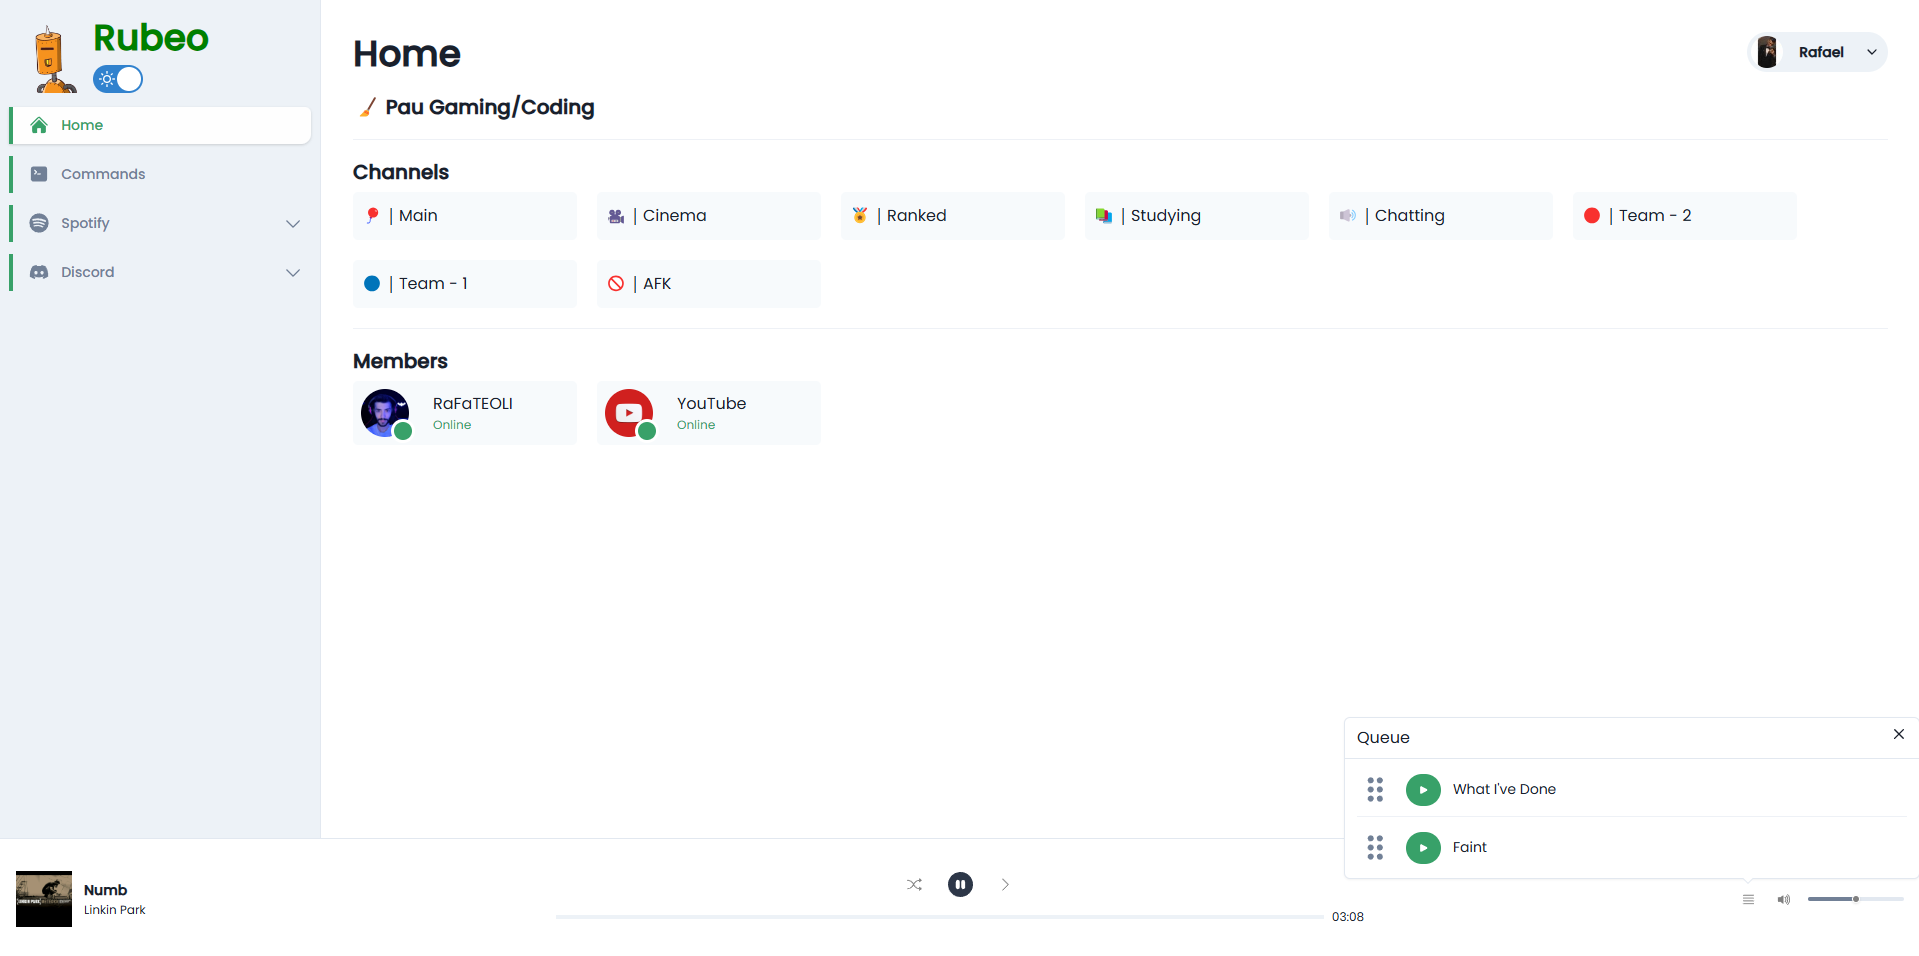 Rubeo
Home
Commands
Spotify
Discord
Home
Rafael
Pau Gaming/Coding
Channels
| Main
| Cinema
| Ranked
| Studying
| Chatting
| Team - 2
| Team - 1
| AFK
Members
RaFaTEOLI
Online
YouTube
Online
Queue
What I've Done
Faint
Numb
Linkin Park
03:08